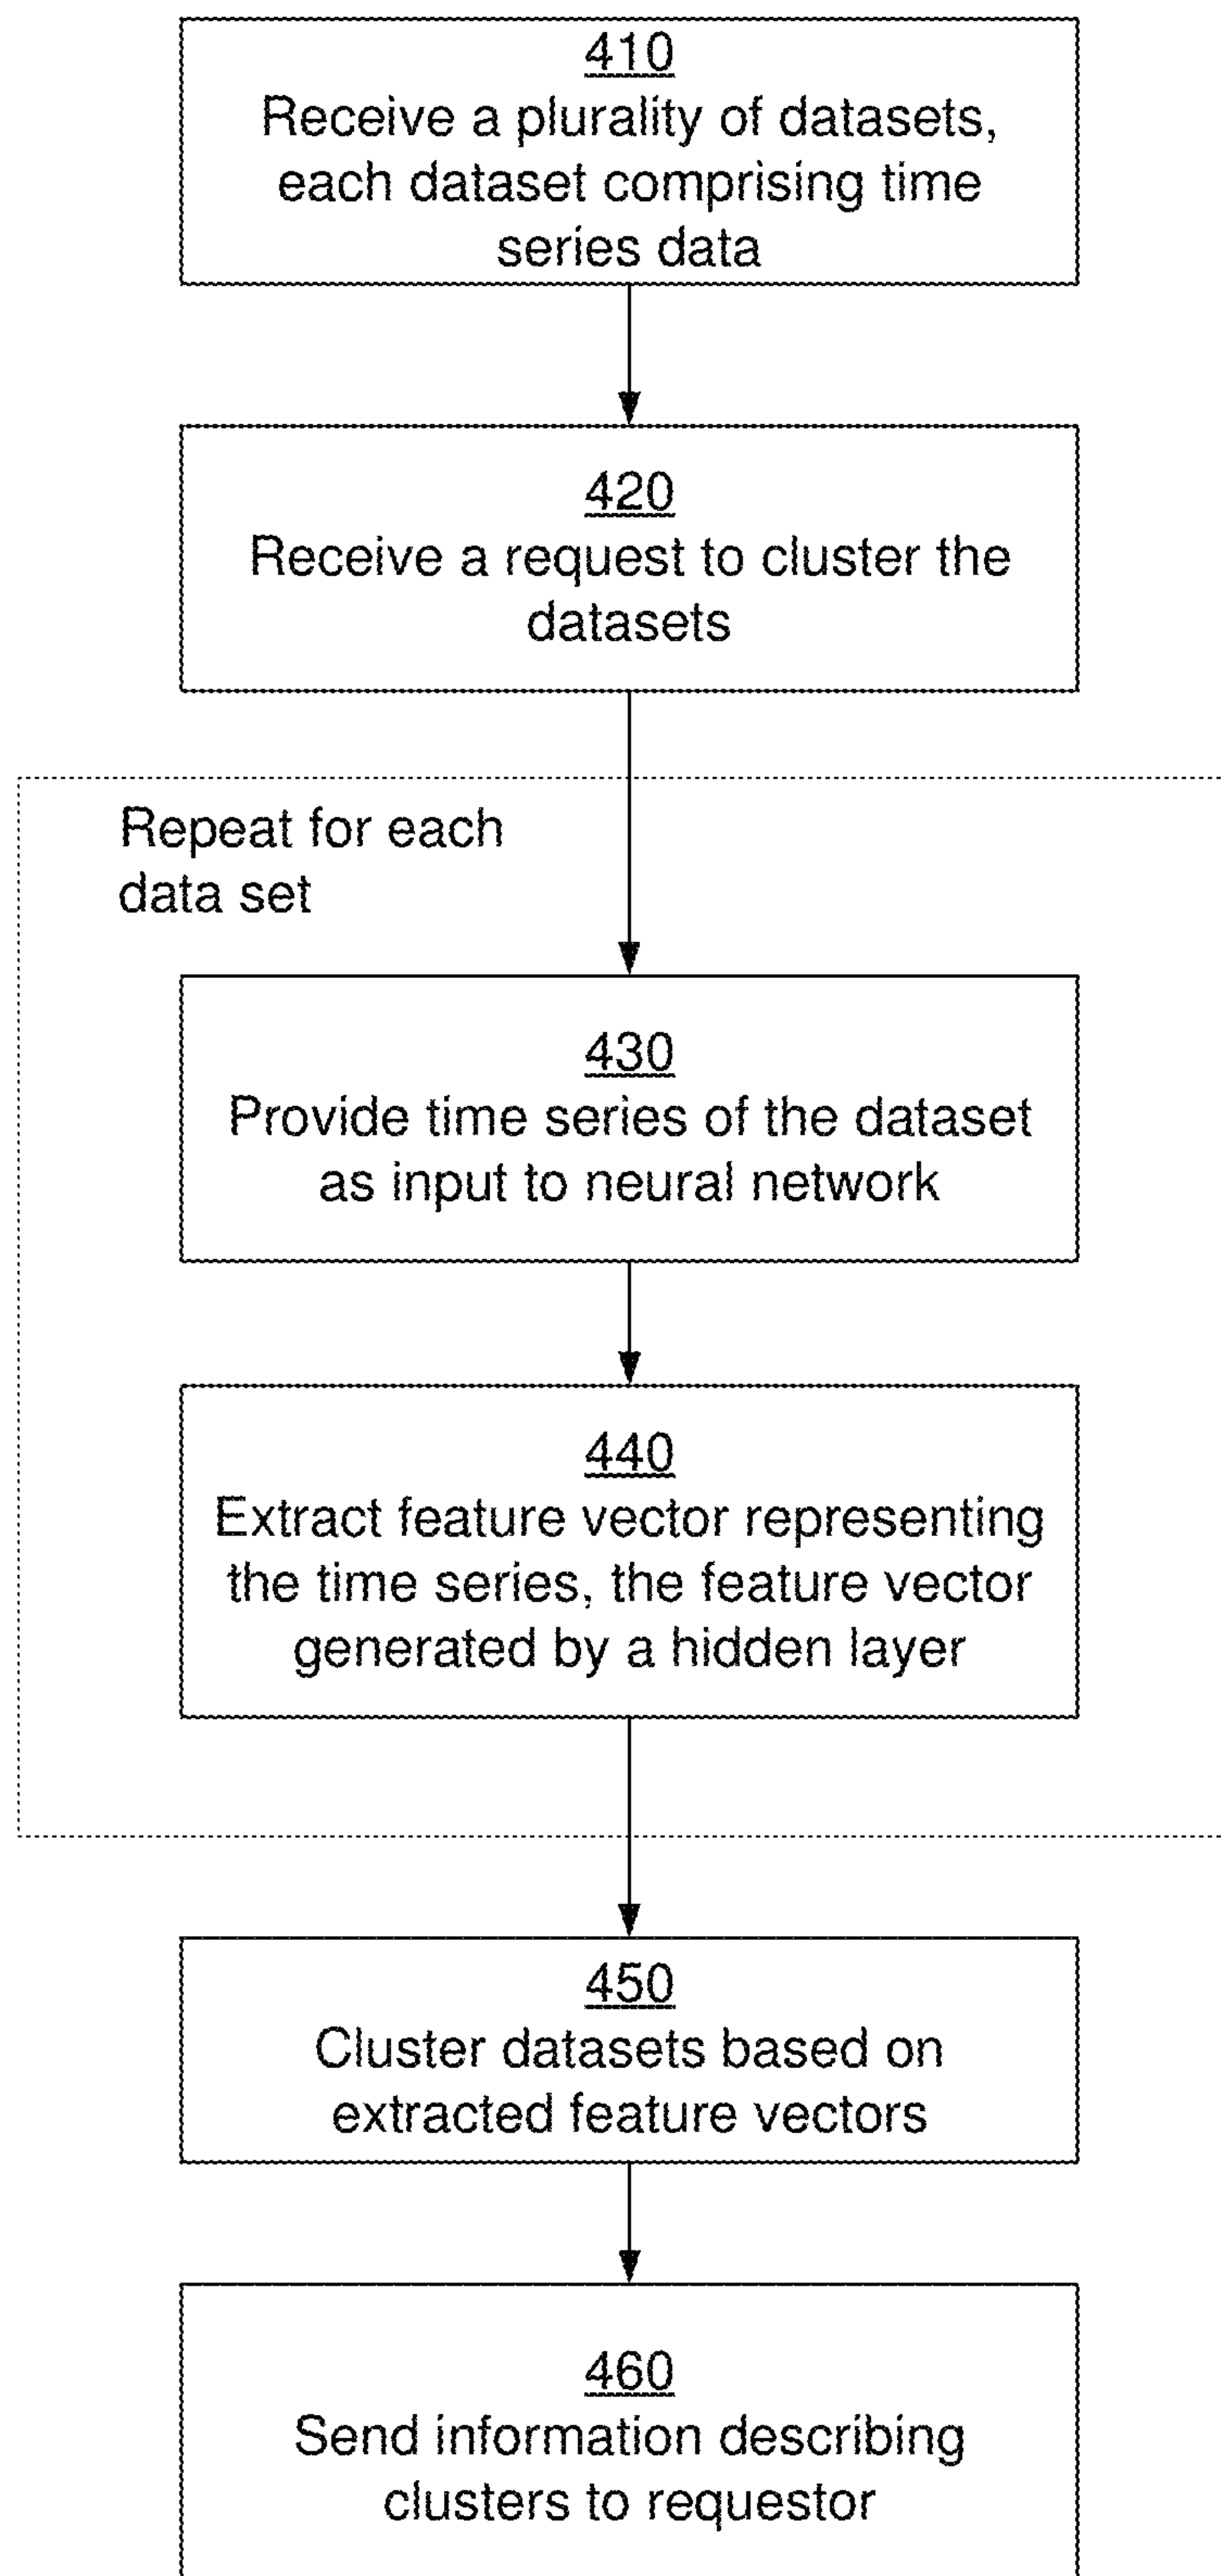 410
Receive a plurality of datasets,
each dataset comprising time
series data
420
Receive a request to cluster the
datasets
Repeat for each
data set
430
Provide time series of the dataset
as input to neural network
440
Extract feature vector representing
the time series, the feature vector
generated by a hidden layer
450
Cluster datasets based on
extracted feature vectors
460
Send information describing
clusters to requestor